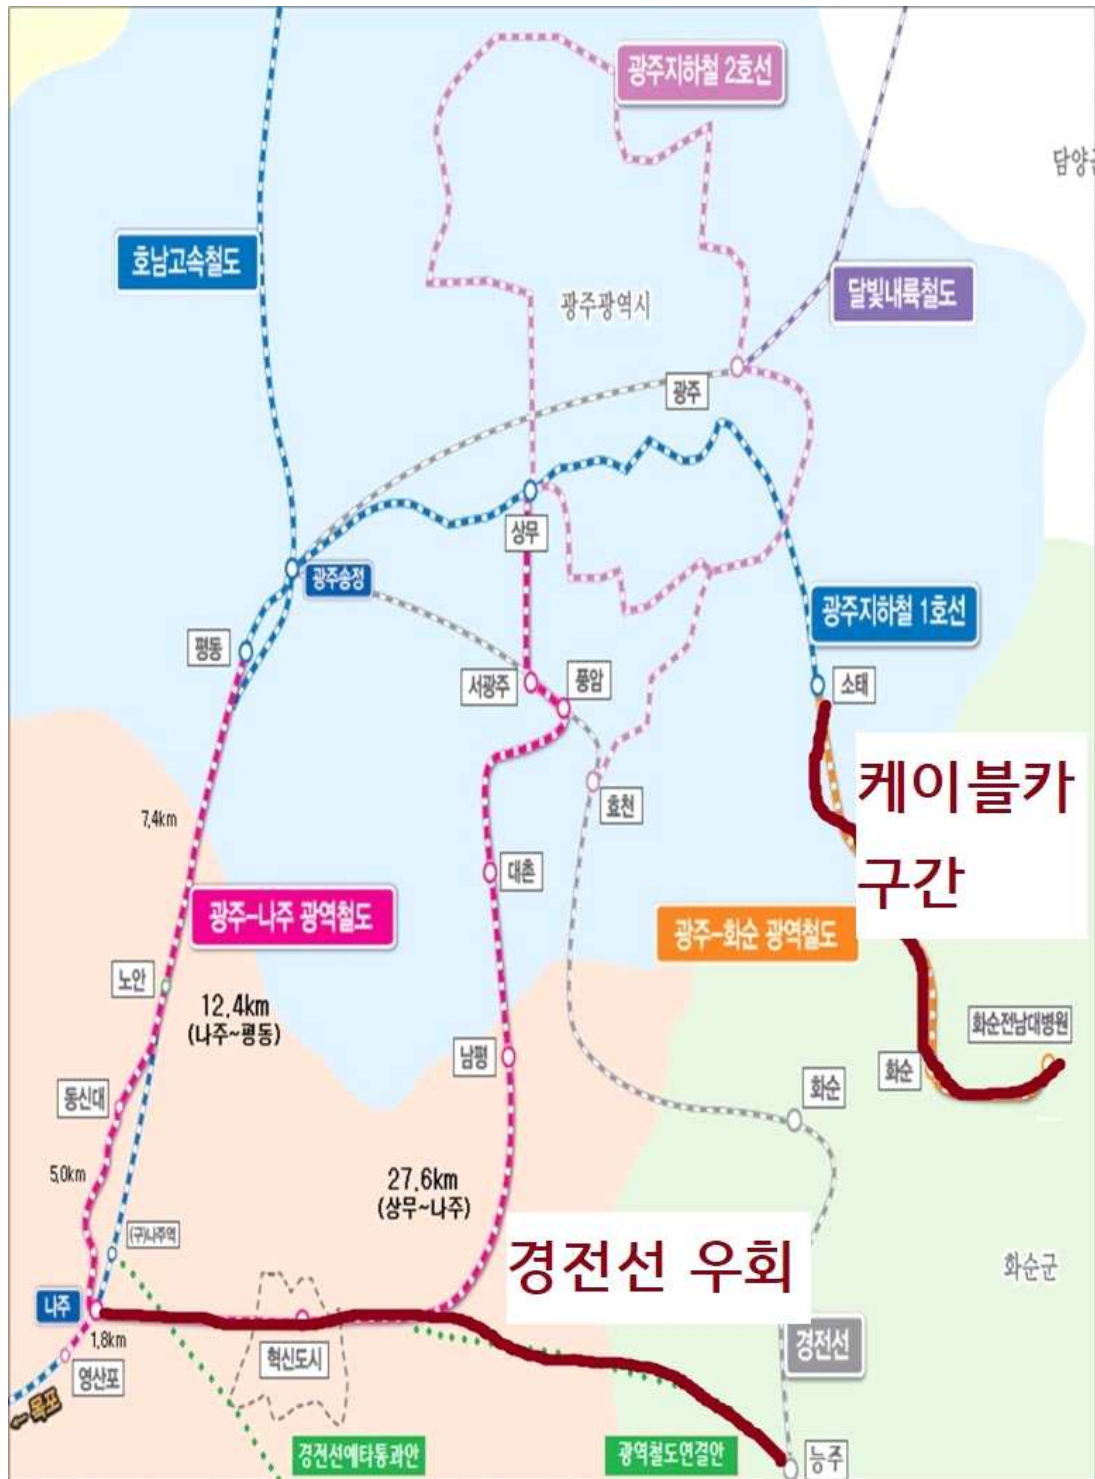 광주지하철 2호선
담양군
호남고속철도
달빛내륙철도
광주광역시
광주
상무
광주송정
광주지하철 1호선
평동
서광주
풍암
소태
케이블카
구간
효천
7.4km
대촌
광주-나주 광역철도
광주-화순 광역철도
노안
12.4km
(나주~평동)
화순전남대병원
남평
화순
화순
동신대
5.0km
27.6km
(상무~나주)
(구)나주역
경전선 우회
화순군
나주
1.8km
혁신도시
경전선
영산포
←목포
경전선예타통과안
광역철도연결안
능주